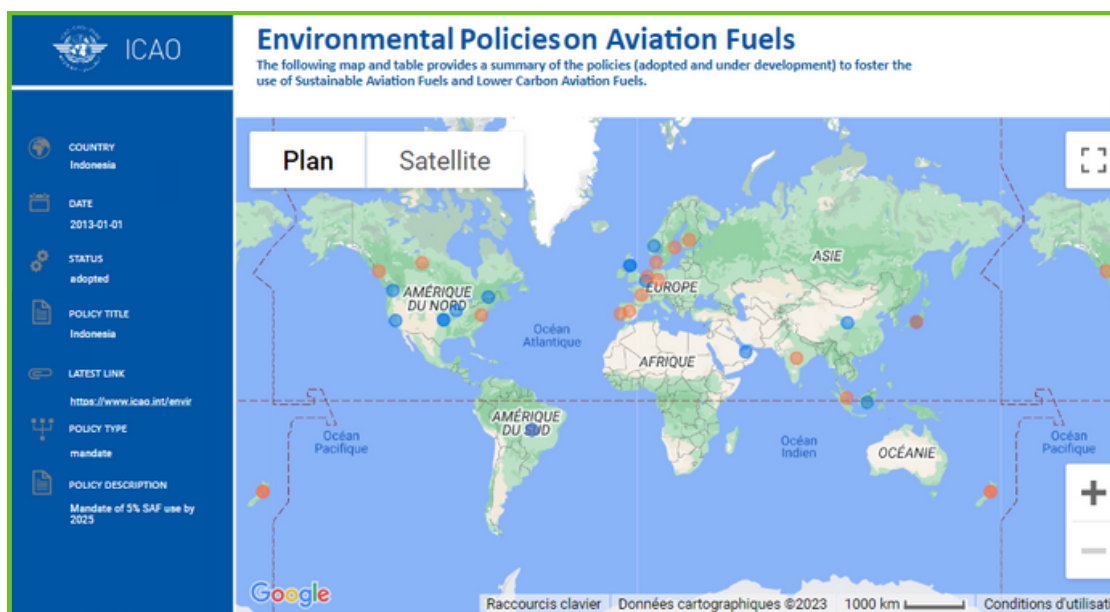 ICAO
Environmental Policies on Aviation Fuels
The following map and table provides a summary of the policies (adopted and under development) to foster the
use of Sustainable Aviation Fuels and Lower Carbon Aviation Fuels.
COUNTRY
Indonesia
DATE
2013-01-01
STATUS
adopted
POLICY TITLE
Indonesia
LATEST LINK
https://www.icao.int/envir
POLICY TYPE
mandate
POLICY DESCRIPTION
Mandate of 5% SAF use by
2025
Plan
Satellite
ASIE
AMÉRIQUE
DU NORD
EUROPE
Océan
Atlantique
AFRIQUE
AMÉRIQUE
DU SUD
Océan
Pacifique
Océan
Indien
OCÉANIE
Océan
Pacifique
Google
Raccourcis clavier
Données cartographiques ©2023
1000 km
Conditions d'utilisati